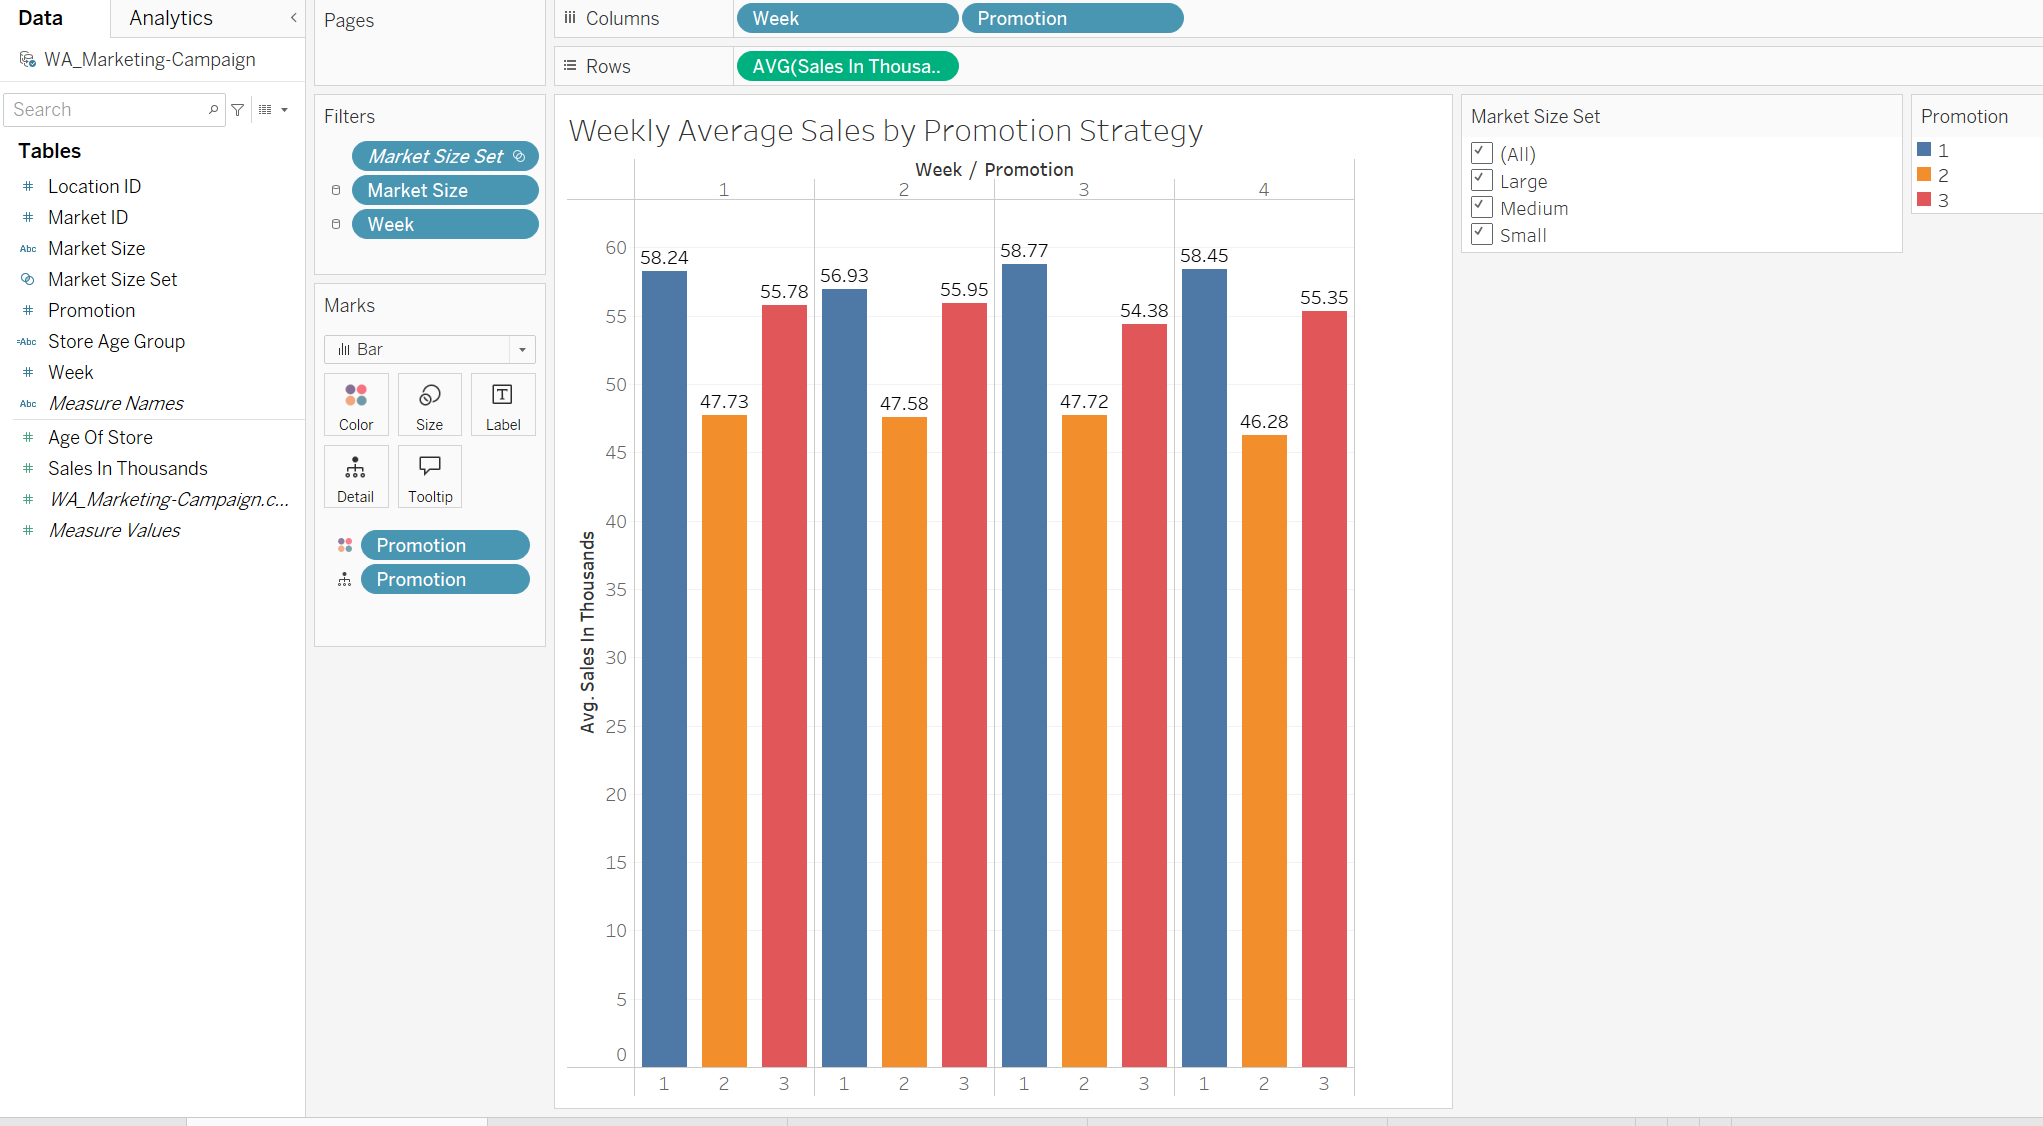 Data
Analytics
WA_Marketing-Campaign
Search
Tables
# Location ID
# Market ID
Abc Market Size
Market Size Set
# Promotion
=Abc Store Age Group
# Week
Abc Measure Names
# Age Of Store
# Sales In Thousands
# WA_Marketing-Campaign.c...
# Measure Values
Pages
Filters
Market Size Set
Market Size
Week
Marks
Bar
Color Size Label
Detail Tooltip
Promotion
Promotion
Columns Week Promotion
Rows AVG(Sales In Thousa..
Weekly Average Sales by Promotion Strategy
Week / Promotion
1 2 3 4
Avg. Sales In Thousands
60
55
50
45
40
35
30
25
20
15
10
5
0
58.24 47.73 55.78 56.93 47.58 55.95 58.77 47.72 54.38 58.45 46.28 55.35
1 2 3 1 2 3 1 2 3 1 2 3
Market Size Set
(All)
Large
Medium
Small
Promotion
1
2
3